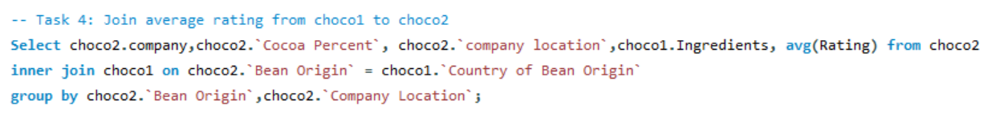 -- Task 4: Join average rating from choco1 to choco2
Select choco2.company,choco2.`Cocoa Percent`, choco2.`company location`,choco1.Ingredients, avg(Rating) from choco2
inner join choco1 on choco2.`Bean Origin` = choco1.`Country of Bean Origin`
group by choco2.`Bean Origin`,choco2.`Company Location`;